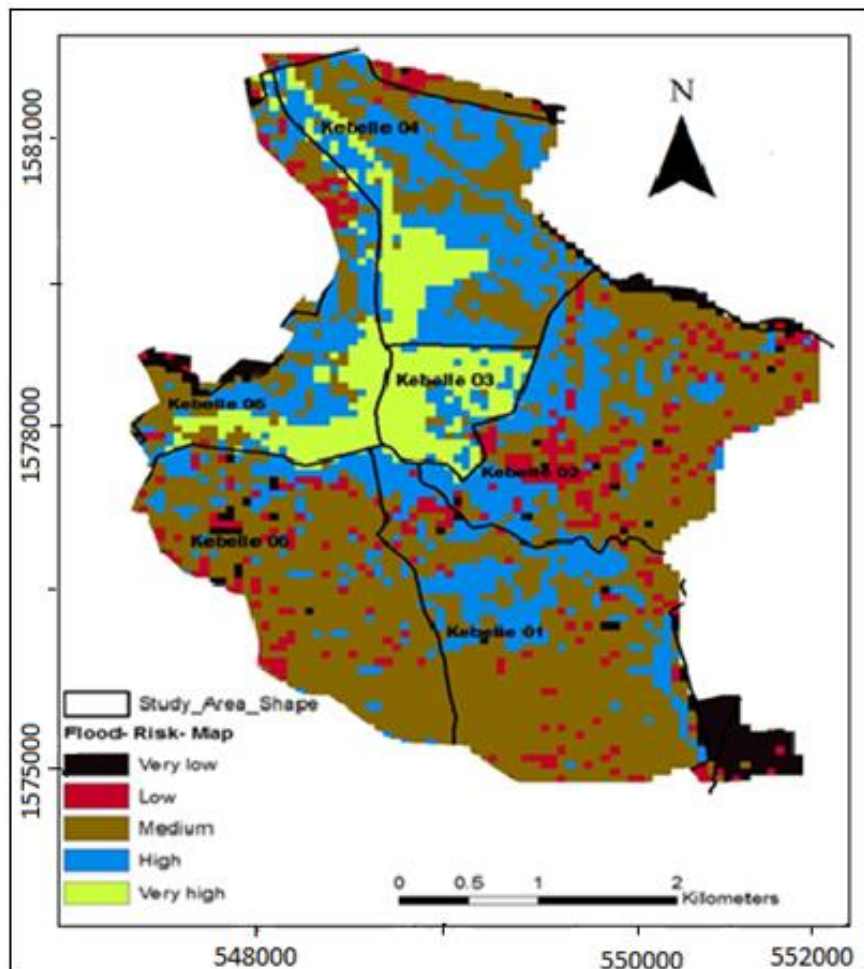 N
1581000
1578000
1575000
Kebelle 04
Kebelle O3
Kebelle 05
Kebelle 02
Kebelle 06
Kebelle 01
Study_Area_Shape
Flood- Risk- Map
Very low
Low
Medium
High
Very high
0 0.5 1 2
Kilometers
548000 550000 552000